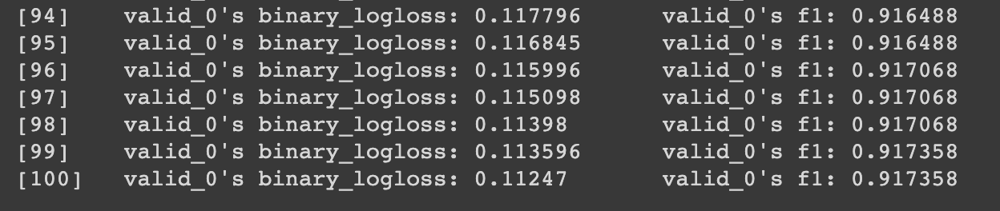 [94] valid_0's binary_logloss: 0.117796 valid_0's f1: 0.916488
[95] valid_0's binary_logloss: 0.116845 valid_0's f1: 0.916488
[96] valid_0's binary_logloss: 0.115996 valid_0's f1: 0.917068
[97] valid_0's binary_logloss: 0.115098 valid_0's f1: 0.917068
[98] valid_0's binary_logloss: 0.11398 valid_0's f1: 0.917068
[99] valid_0's binary_logloss: 0.113596 valid_0's f1: 0.917358
[100] valid_0's binary_logloss: 0.11247 valid_0's f1: 0.917358